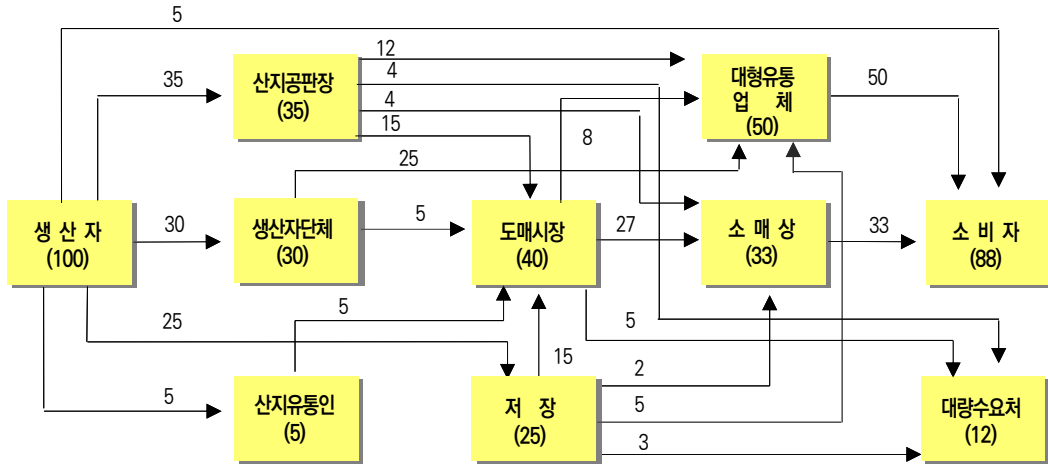 5
12
4
4
15
35
산지공판장
(35)
대형유통
업 체
(50)
50
8
25
생 산 자
(100)
30
생산자단체
(30)
5
도매시장
(40)
27
소 매 상
(33)
33
소 비 자
(88)
5
25
5
15
2
5
3
5
산지유통인
(5)
저 장
(25)
대량수요처
(12)